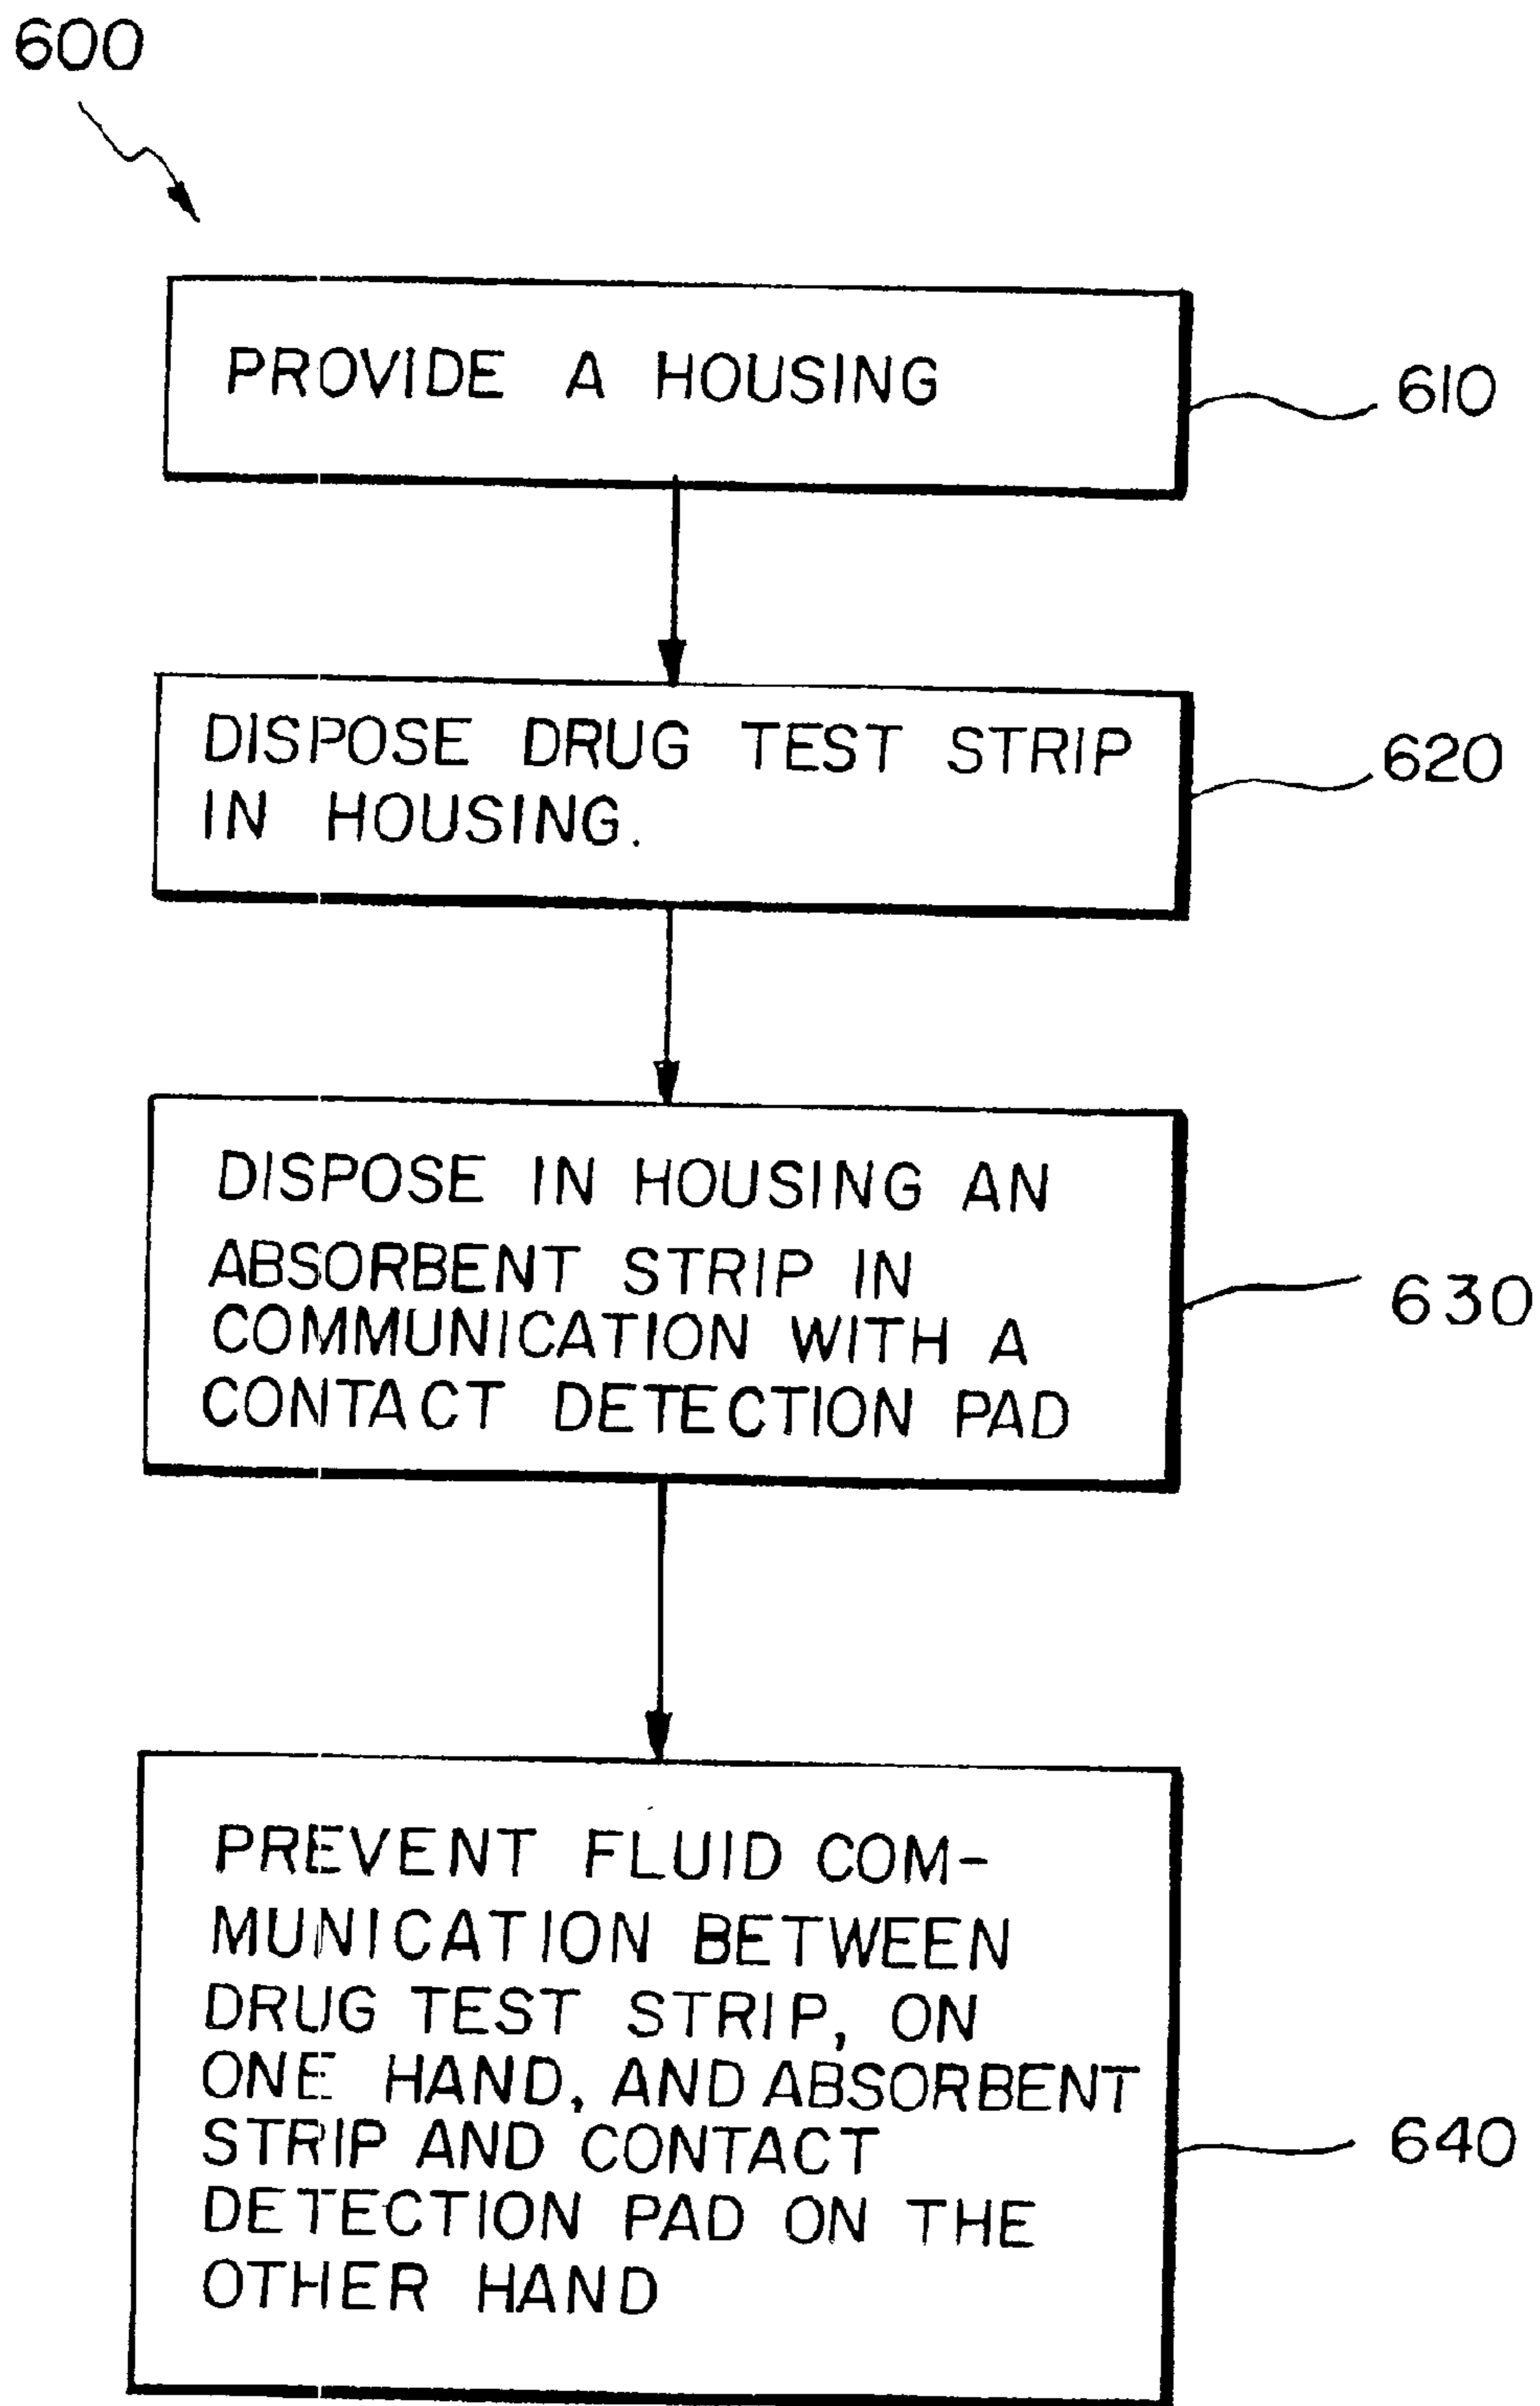 600
PROVIDE A HOUSING
610
DISPOSE DRUG TEST STRIP
IN HOUSING.
620
DISPOSE IN HOUSING AN
ABSORBENT STRIP IN
COMMUNICATION WITH A
CONTACT DETECTION PAD
630
PREVENT FLUID COM-
MUNICATION BETWEEN
DRUG TEST STRIP, ON
ONE HAND, AND ABSORBENT
STRIP AND CONTACT
DETECTION PAD ON THE
OTHER HAND
640